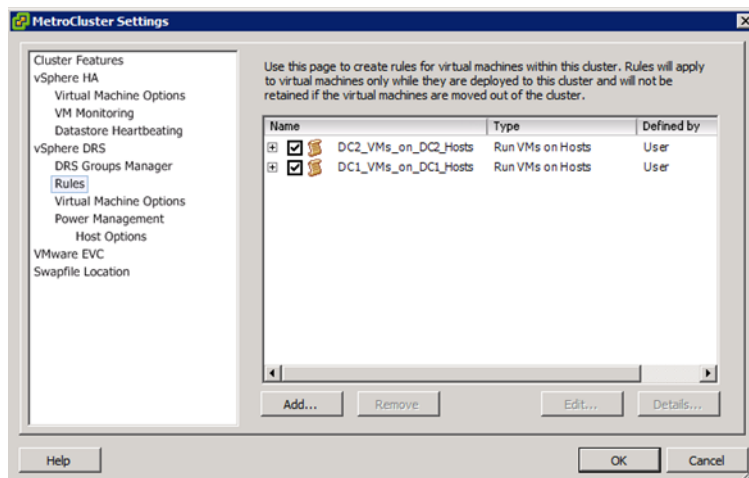 MetroCluster Settings
Cluster Features
vSphere HA
Virtual Machine Options
VM Monitoring
Datastore Heartbeating
vSphere DRS
DRS Groups Manager
Rules
Virtual Machine Options
Power Management
Host Options
VMware EVC
Swapfile Location
Use this page to create rules for virtual machines within this cluster. Rules will apply
to virtual machines only while they are deployed to this cluster and will not be
retained if the virtual machines are moved out of the cluster.
Name Type Defined by
DC2_VMs_on_DC2_Hosts Run VMs on Hosts User
DC1_VMs_on_DC1_Hosts Run VMs on Hosts User
Add... Remove Edit... Details...
Help OK Cancel